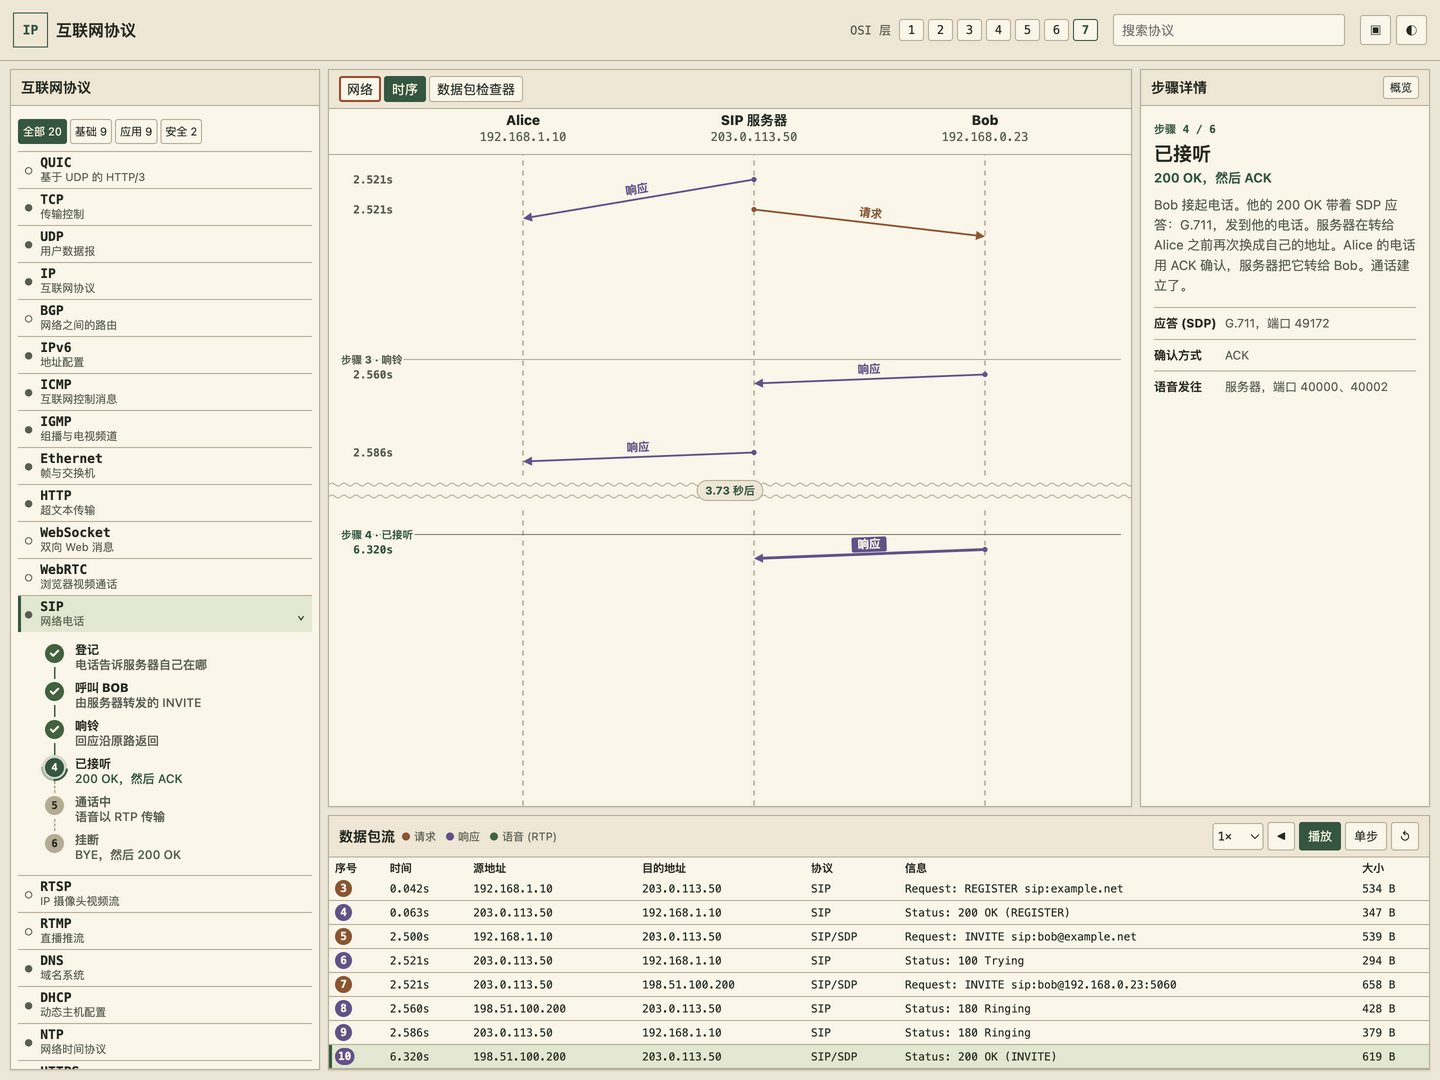 IP 互联网协议
OSI 层 1 2 3 4 5 6 7 搜索协议
互联网协议
全部 20 基础 9 应用 9 安全 2
QUIC
基于 UDP 的 HTTP/3
TCP
传输控制
UDP
用户数据报
IP
互联网协议
BGP
网络之间的路由
IPv6
地址配置
ICMP
互联网控制消息
IGMP
组播与电视频道
Ethernet
帧与交换机
HTTP
超文本传输
WebSocket
双向 Web 消息
WebRTC
浏览器视频通话
SIP
网络电话
登记
电话告诉服务器自己在哪
呼叫 BOB
由服务器转发的 INVITE
响铃
回应沿原路返回
4 已接听
200 OK，然后 ACK
5 通话中
语音以 RTP 传输
6 挂断
BYE，然后 200 OK
RTSP
IP 摄像头视频流
RTMP
直播推流
DNS
域名系统
DHCP
动态主机配置
NTP
网络时间协议
网络 时序 数据包检查器
Alice SIP 服务器 Bob
192.168.1.10 203.0.113.50 192.168.0.23
2.521s 响应
2.521s 请求
步骤 3 · 响铃
2.560s 响应
2.586s 响应
3.73 秒后
步骤 4 · 已接听
6.320s 响应
步骤详情 概览
步骤 4 / 6
已接听
200 OK，然后 ACK
Bob 接起电话。他的 200 OK 带着 SDP 应
答：G.711，发到他的电话。服务器在转给
Alice 之前再次换成自己的地址。Alice 的电话
用 ACK 确认，服务器把它转给 Bob。通话建
立了。
应答 (SDP) G.711，端口 49172
确认方式 ACK
语音发往 服务器，端口 40000、40002
数据包流 请求 响应 语音 (RTP) 1× 播放 单步
序号 时间 源地址 目的地址 协议 信息 大小
3 0.042s 192.168.1.10 203.0.113.50 SIP Request: REGISTER sip:example.net 534 B
4 0.063s 203.0.113.50 192.168.1.10 SIP Status: 200 OK (REGISTER) 347 B
5 2.500s 192.168.1.10 203.0.113.50 SIP/SDP Request: INVITE sip:bob@example.net 539 B
6 2.521s 203.0.113.50 192.168.1.10 SIP Status: 100 Trying 294 B
7 2.521s 203.0.113.50 198.51.100.200 SIP/SDP Request: INVITE sip:bob@192.168.0.23:5060 658 B
8 2.560s 198.51.100.200 203.0.113.50 SIP Status: 180 Ringing 428 B
9 2.586s 203.0.113.50 192.168.1.10 SIP Status: 180 Ringing 379 B
10 6.320s 198.51.100.200 203.0.113.50 SIP/SDP Status: 200 OK (INVITE) 619 B